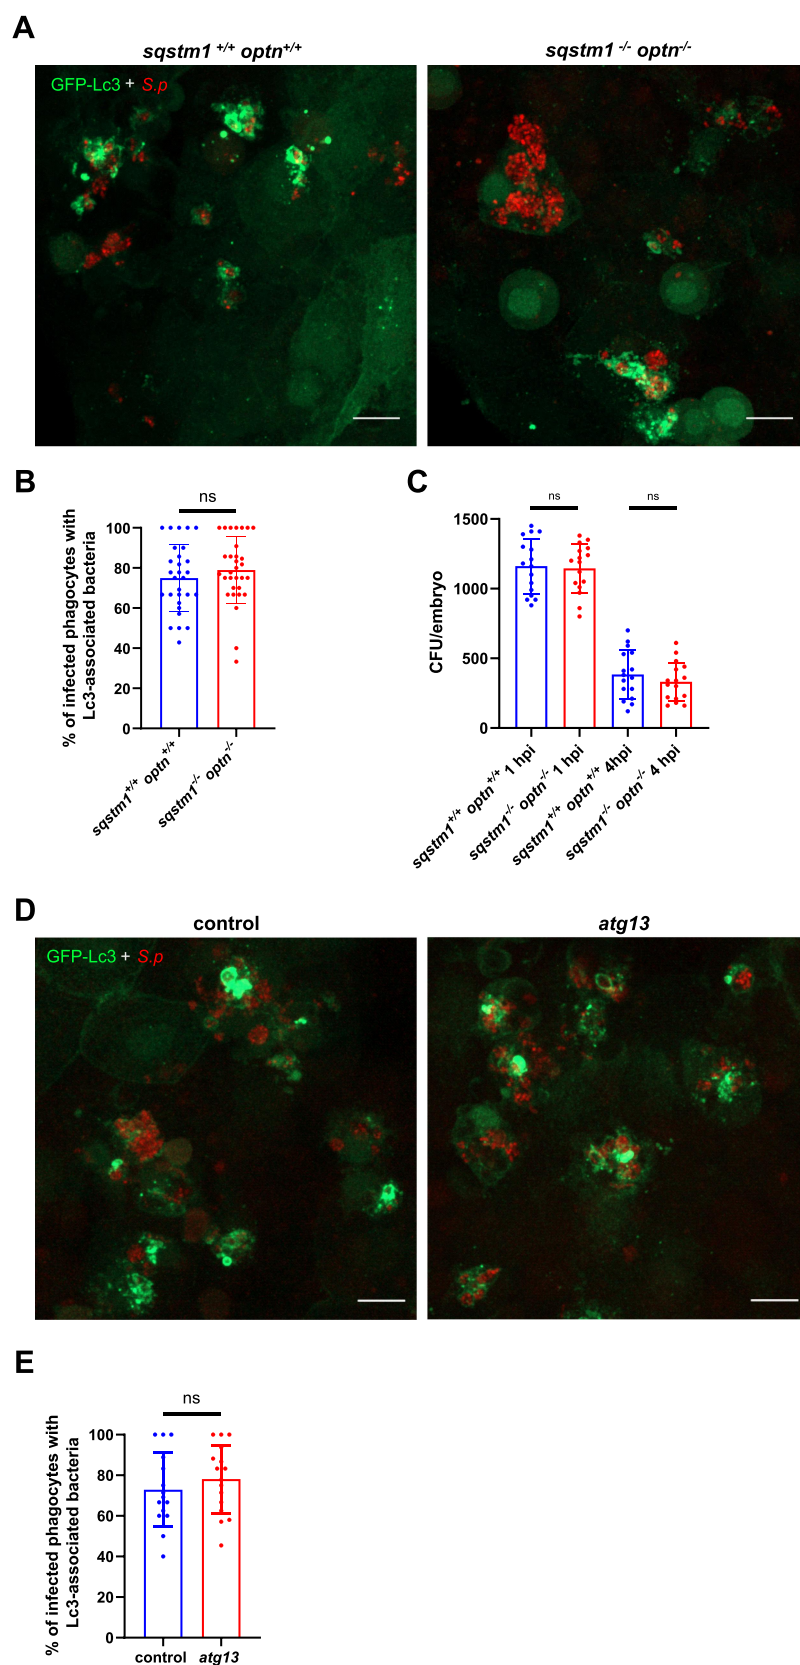 A
sqstm1 +/+ optn+/+
sqstm1 -/- optn-/-
GFP-Lc3 + S.p
B
ns
% of infected phagocytes with
Lc3-associated bacteria
100
80
60
40
20
0
sqstm1+/+ optn+/+
sqstm1-/- optn-/-
C
ns
ns
CFU/embryo
1500
1000
500
0
sqstm1+/+ optn+/+ 1 hpi
sqstm1-/- optn-/- 1 hpi
sqstm1+/+ optn+/+ 4hpi
sqstm1-/- optn-/- 4 hpi
D
control
atg13
GFP-Lc3 + S.p
E
ns
% of infected phagocytes with
Lc3-associated bacteria
100
80
60
40
20
0
control
atg13